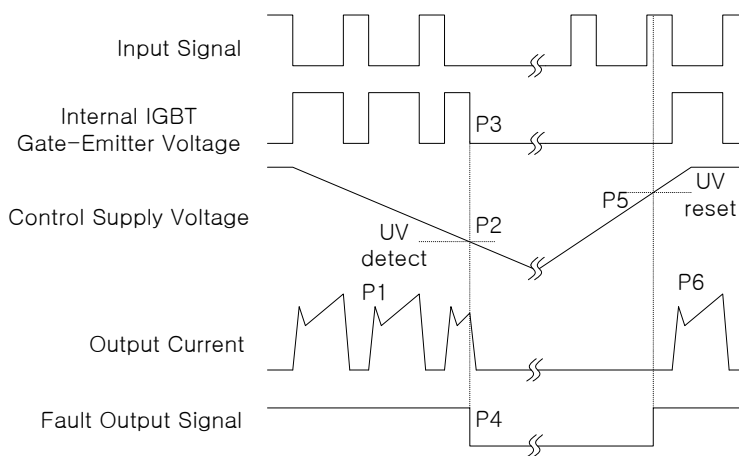 Input Signal
Internal IGBT
Gate-Emitter Voltage
P3
Control Supply Voltage
UV
detect
P2
P5
UV
reset
P1
P6
Output Current
Fault Output Signal
P4